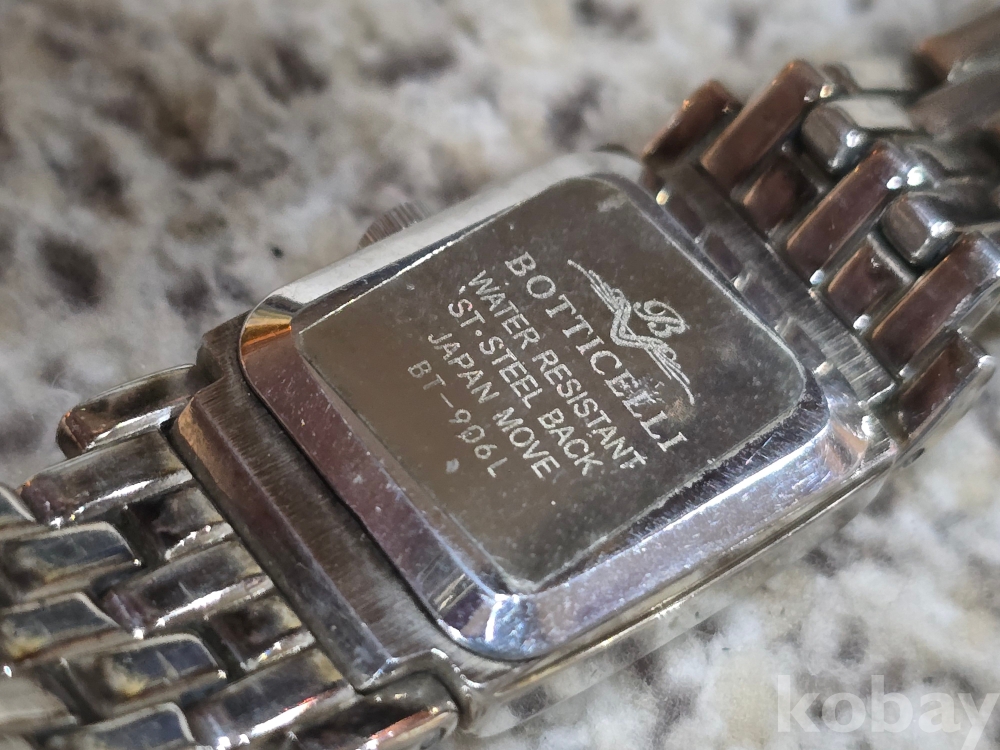 B
BOTTICELLI
WATER RESISTANT
ST·STEEL BACK
JAPAN MOVE
BT-906L
kobay